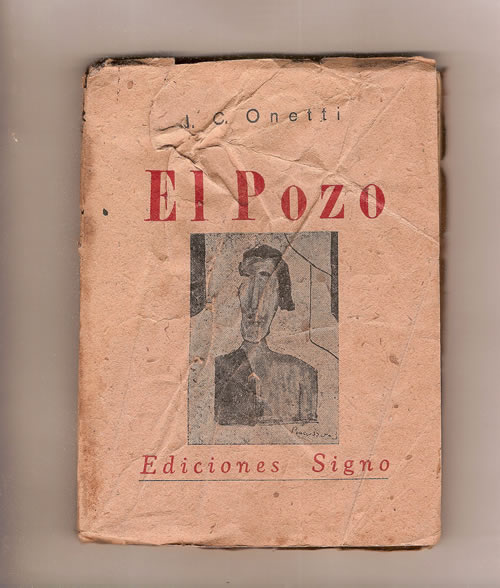 J. C. Onetti
El Pozo
Ediciones Signo